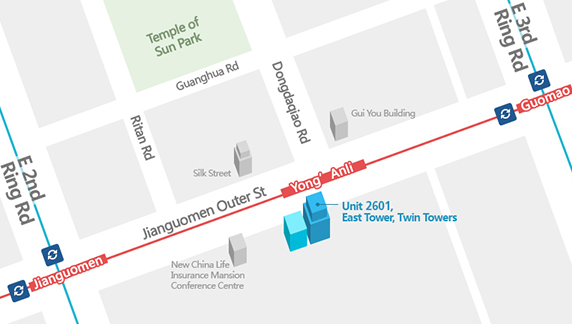 Temple of
Sun Park
E 3rd
Ring Rd
Guanghua Rd
Dongdaqiao Rd
Guomao
Gui You Building
Ritan Rd
Silk Street
Yong' Anli
E 2nd
Ring Rd
Jianguomen Outer St
Unit 2601,
East Tower, Twin Towers
New China Life
Insurance Mansion
Conference Centre
Jianguomen